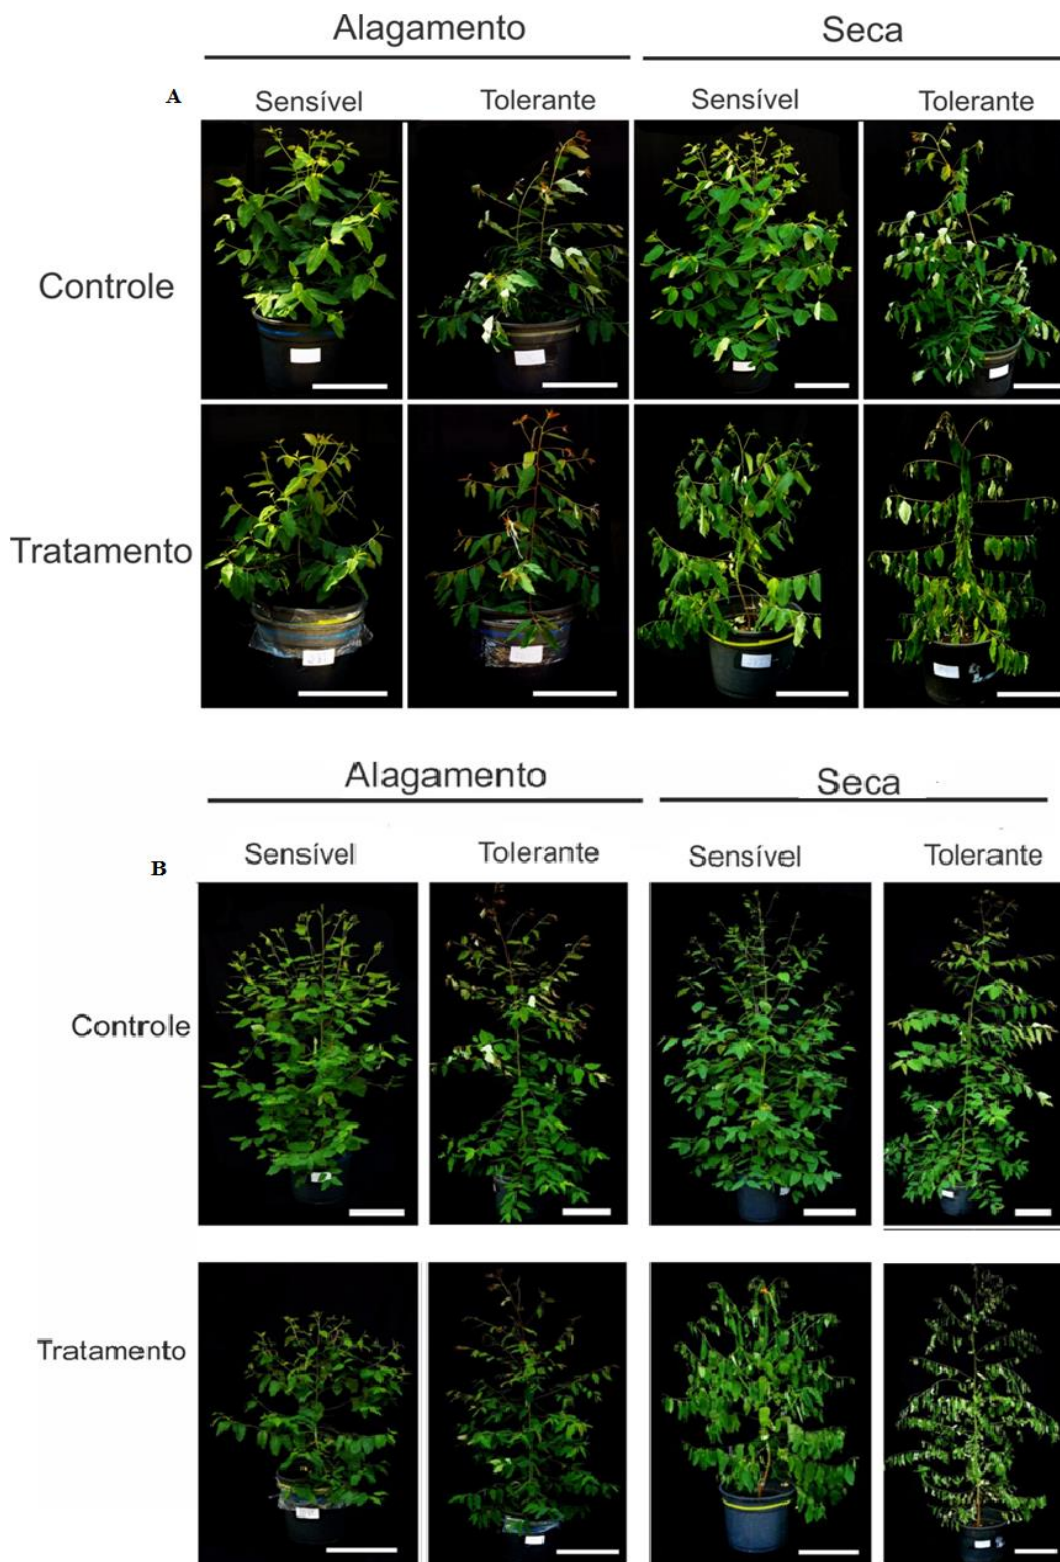 Alagamento Seca
A Sensível Tolerante Sensível Tolerante
Controle
Tratamento
Alagamento Seca
B Sensível Tolerante Sensível Tolerante
Controle
Tratamento